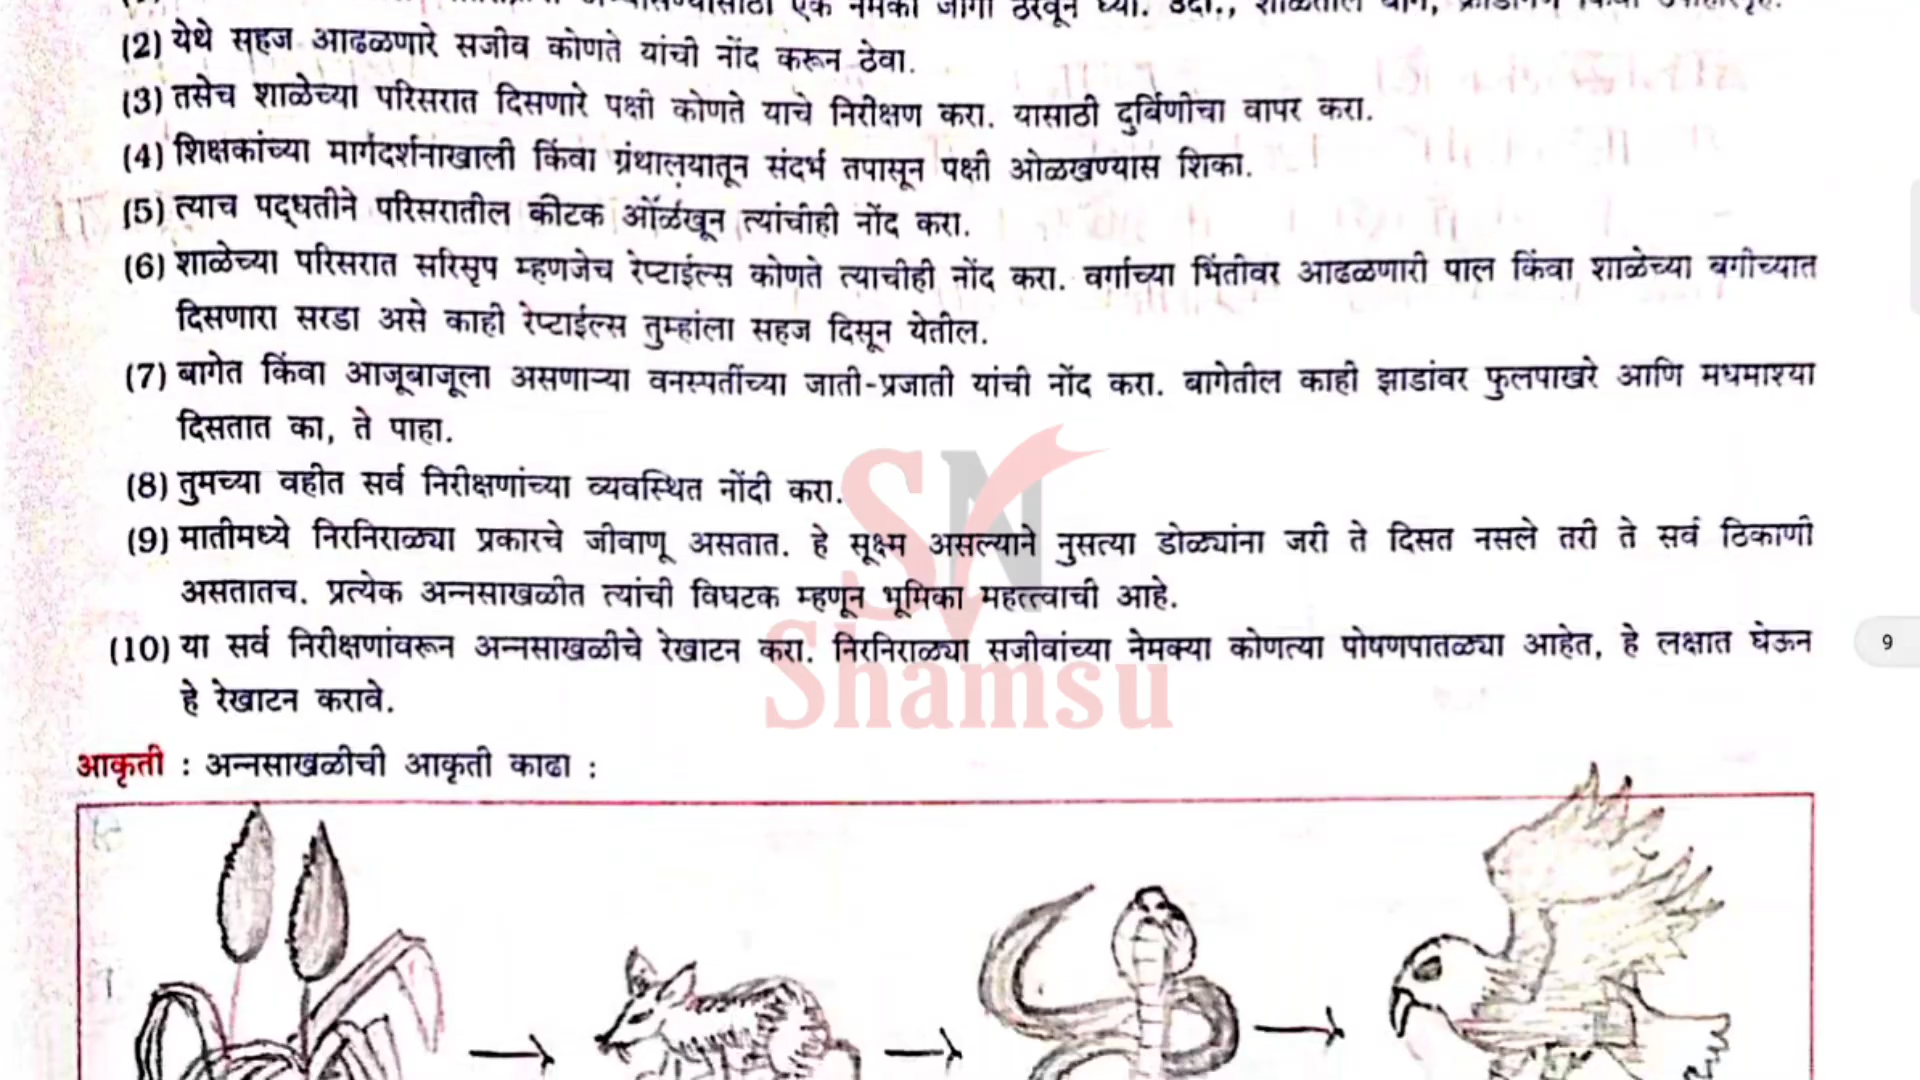 एक नेमकी जागा ठरवून घ्या. उदा., शाळेतील बाग,
(2) येथे सहज आढळणारे सजीव कोणते यांची नोंद करून ठेवा.
(3) तसेच शाळेच्या परिसरात दिसणारे पक्षी कोणते याचे निरीक्षण करा. यासाठी दुर्बिणीचा वापर करा.
(4) शिक्षकांच्या मार्गदर्शनाखाली किंवा ग्रंथालयातून संदर्भ तपासून पक्षी ओळखण्यास शिका.
(5) त्याच पद्धतीने परिसरातील कीटक ओळखून त्यांचीही नोंद करा.
(6) शाळेच्या परिसरात सरिसृप म्हणजेच रेप्टाईल्स कोणते त्याचीही नोंद करा. वर्गाच्या भिंतीवर आढळणारी पाल किंवा शाळेच्या बगीच्यात
दिसणारा सरडा असे काही रेप्टाईल्स तुम्हांला सहज दिसून येतील.
(7) बागेत किंवा आजूबाजूला असणाऱ्या वनस्पतींच्या जाती-प्रजाती यांची नोंद करा. बागेतील काही झाडांवर फुलपाखरे आणि मधमाश्या
दिसतात का, ते पाहा.
(8) तुमच्या वहीत सर्व निरीक्षणांच्या व्यवस्थित नोंदी करा.
(9) मातीमध्ये निरनिराळ्या प्रकारचे जीवाणू असतात. हे सूक्ष्म असल्याने नुसत्या डोळ्यांना जरी ते दिसत नसले तरी ते सर्व ठिकाणी
असतातच. प्रत्येक अन्नसाखळीत त्यांची विघटक म्हणून भूमिका महत्त्वाची आहे.
(10) या सर्व निरीक्षणांवरून अन्नसाखळीचे रेखाटन करा. निरनिराळ्या सजीवांच्या नेमक्या कोणत्या पोषणपातळ्या आहेत, हे लक्षात घेऊन
हे रेखाटन करावे.
SN
Shamsu
9
आकृती : अन्नसाखळीची आकृती काढा :